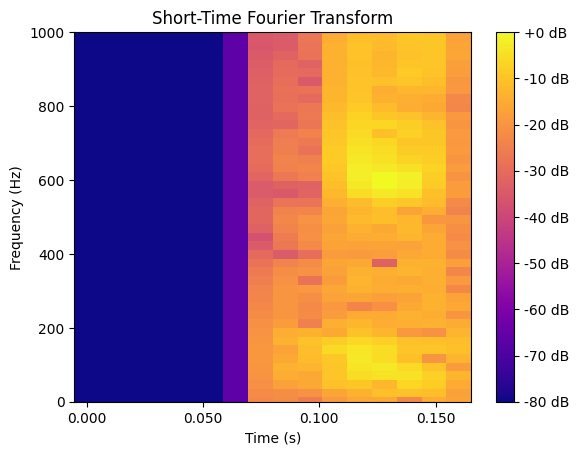 Short-Time Fourier Transform
1000
800
600
400
200
0
Frequency (Hz)
0.000
0.050
0.100
0.150
Time (s)
+0 dB
-10 dB
-20 dB
-30 dB
-40 dB
-50 dB
-60 dB
-70 dB
-80 dB